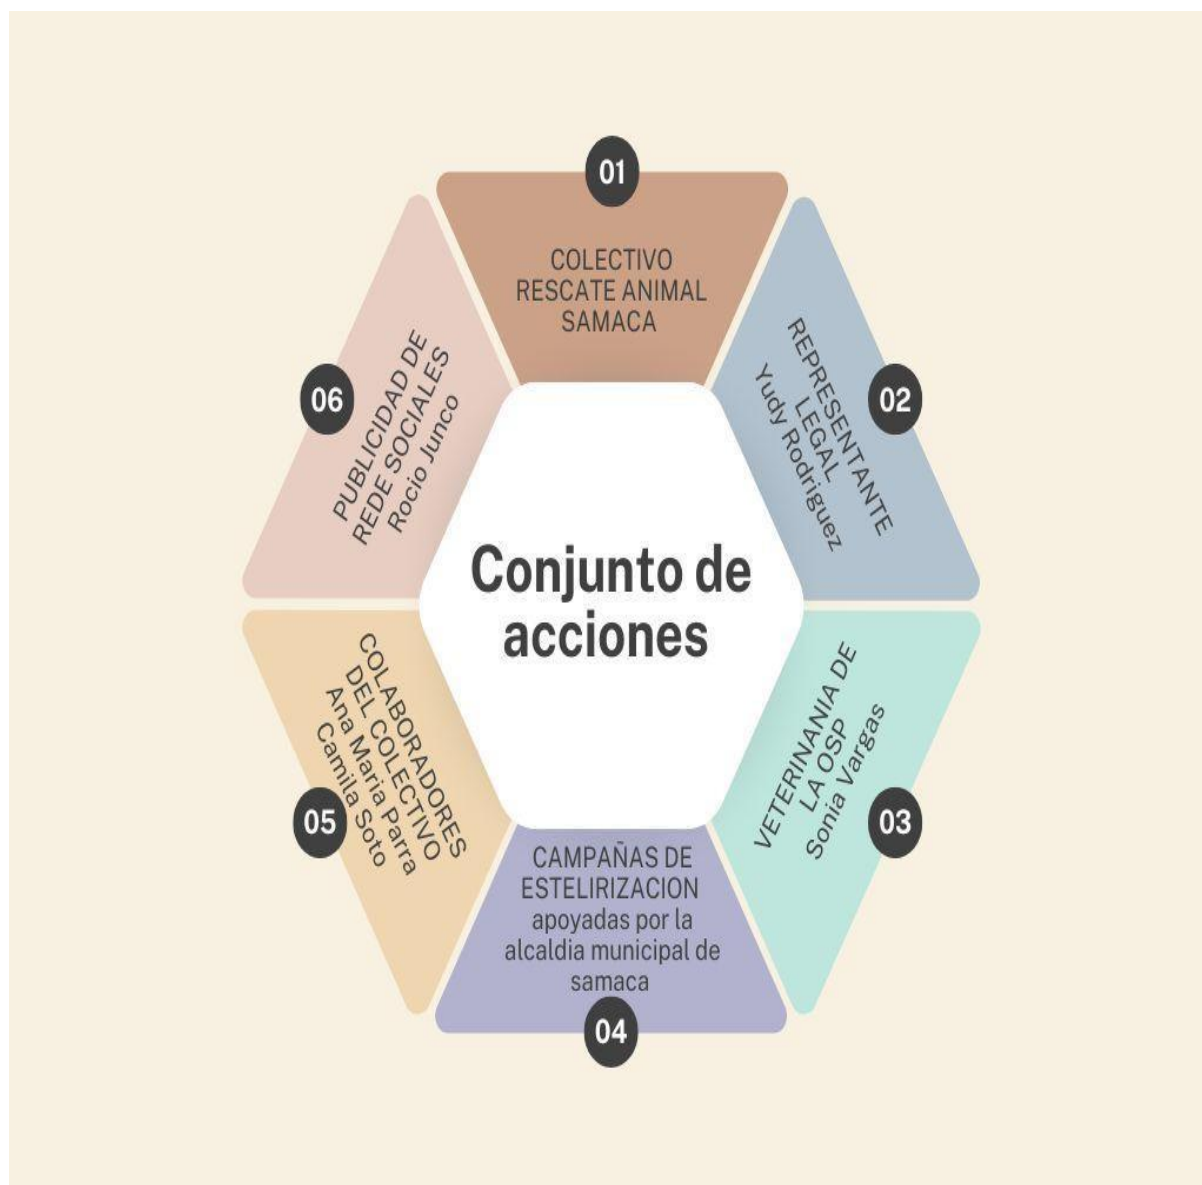 01
COLECTIVO
RESCATE ANIMAL
SAMACA
02
REPRESENTANTE
LEGAL
Yudy Rodriguez
03
VETERINANIA DE
LA OSP
Sonia Vargas
04
CAMPAÑAS DE
ESTELIRIZACION
apoyadas por la
alcaldia municipal de
samaca
05
COLABORADORES
DEL COLECTIVO
Ana Maria Parra
Camila Soto
06
PUBLICIDAD DE
REDE SOCIALES
Rocio Junco
Conjunto de
acciones